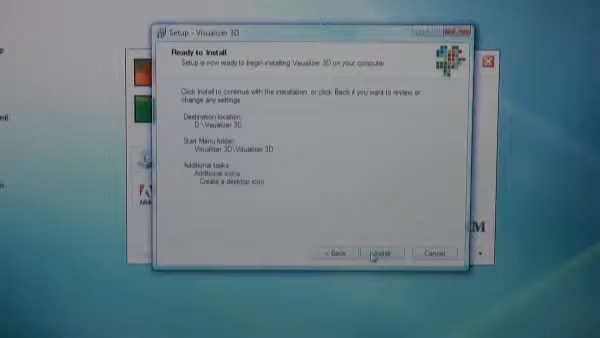 Setup - Visualizer 3D
Ready to Install
Setup is now ready to begin installing Visualizer 3D on your computer.
Click Install to continue with the installation, or click Back if you want to review or
change any settings.
Destination location:
D:\Visualizer 3D
Start Menu folder:
Visualizer 3D\Visualizer 3D
Additional tasks:
Additional icons
Create a desktop icon
< Back
Install
Cancel
M